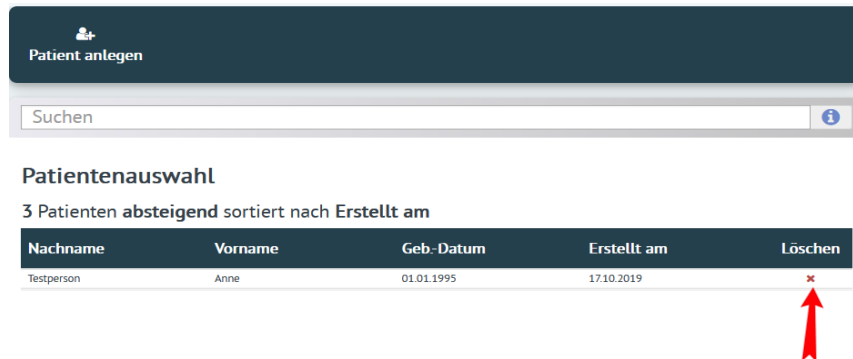 Patient anlegen
Suchen
Patientenauswahl
3 Patienten absteigend sortiert nach Erstellt am
Nachname Vorname Geb.-Datum Erstellt am Löschen
Testperson Anne 01.01.1995 17.10.2019